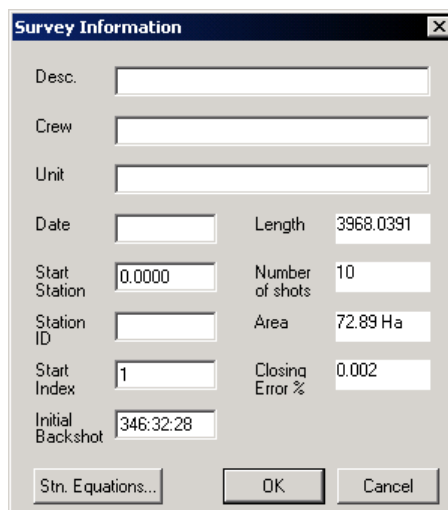 Survey Information
Desc.
Crew
Unit
Date
Length 3968.0391
Start Station 0.0000
Number of shots 10
Station ID
Area 72.89 Ha
Start Index 1
Closing Error % 0.002
Initial Backshot 346:32:28
Stn. Equations... OK Cancel